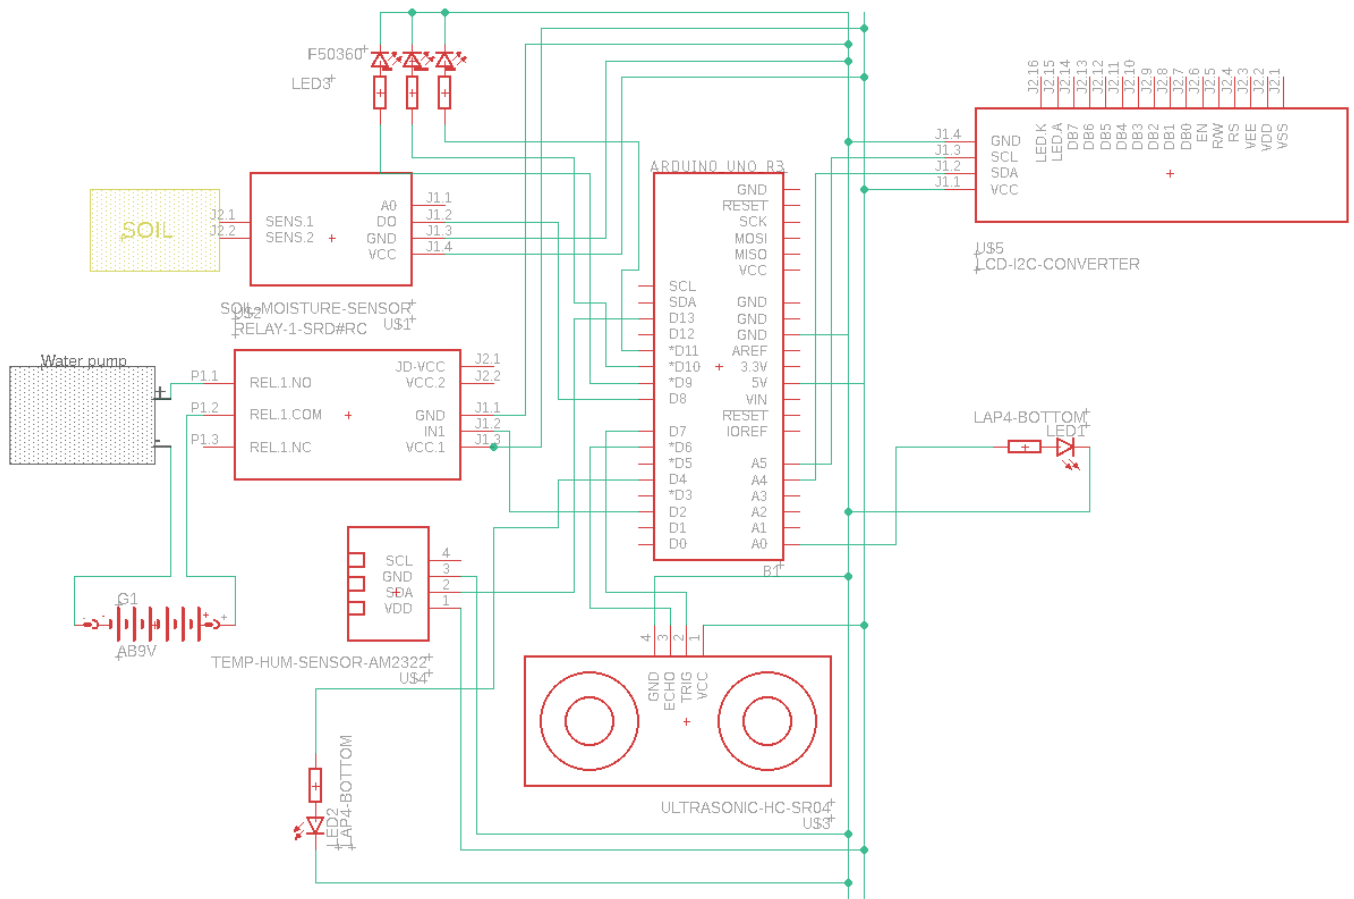 F50360
LED3
J2.16
J2.15
J2.14
J2.13
J2.12
J2.11
J2.10
J2.9
J2.8
J2.7
J2.6
J2.5
J2.4
J2.3
J2.2
J2.1
LED.K
LED.A
DB7
DB6
DB5
DB4
DB3
DB2
DB1
DB0
EN
R/W
RS
VEE
VDD
VSS
J1.4
J1.3
J1.2
J1.1
GND
SCL
SDA
VCC
U$5
LCD-I2C-CONVERTER
SOIL
J2.1
J2.2
SENS.1
SENS.2
A0
DO
GND
VCC
J1.1
J1.2
J1.3
J1.4
SOIL-MOISTURE-SENSOR
U$1
U$2
RELAY-1-SRD#RC
ARDUINO UNO R3
GND
RESET
SCK
MOSI
MISO
VCC
SCL
SDA
D13
D12
*D11
*D10
*D9
D8
D7
*D6
*D5
D4
*D3
D2
D1
D0
GND
GND
GND
AREF
3.3V
5V
VIN
RESET
IOREF
A5
A4
A3
A2
A1
A0
B1
Water pump
+
-
P1.1
P1.2
P1.3
REL.1.NO
REL.1.COM
REL.1.NC
JD-VCC
VCC.2
GND
IN1
VCC.1
J2.1
J2.2
J1.1
J1.2
J1.3
LAP4-BOTTOM
LED1
G1
- - + +
AB9V
SCL
GND
SDA
VDD
4
3
2
1
TEMP-HUM-SENSOR-AM2322
U$4
4
3
2
1
GND
ECHO
TRIG
VCC
ULTRASONIC-HC-SR04
U$3
LED2
LAP4-BOTTOM